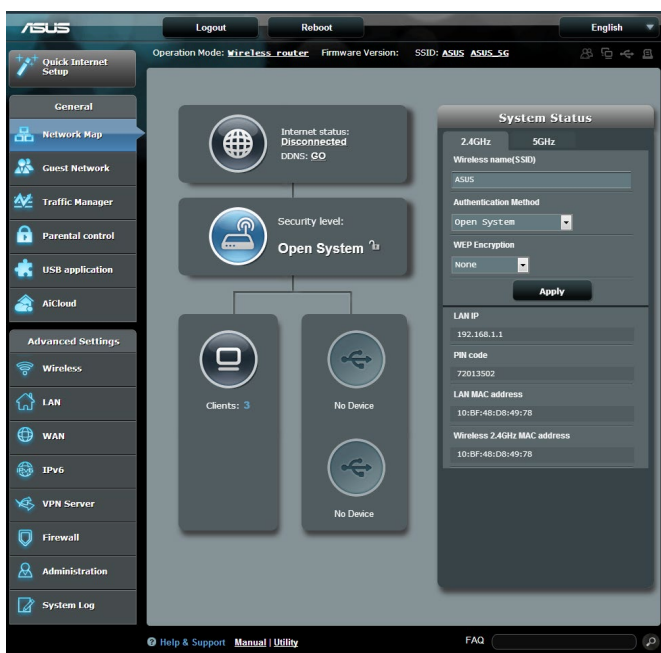 ASUS
Logout
Reboot
English
Quick Internet Setup
Operation Mode: Wireless router Firmware Version: SSID: ASUS ASUS_5G
General
Network Map
Guest Network
Traffic Manager
Parental control
USB application
AiCloud
Advanced Settings
Wireless
LAN
WAN
IPv6
VPN Server
Firewall
Administration
System Log
Internet status:
Disconnected
DDNS: GO
Security level:
Open System
Clients: 3
No Device
No Device
System Status
2.4GHz 5GHz
Wireless name(SSID)
ASUS
Authentication Method
Open System
WEP Encryption
None
Apply
LAN IP
192.168.1.1
PIN code
72013502
LAN MAC address
10:BF:48:D8:49:78
Wireless 2.4GHz MAC address
10:BF:48:D8:49:78
Help & Support Manual | Utility
FAQ